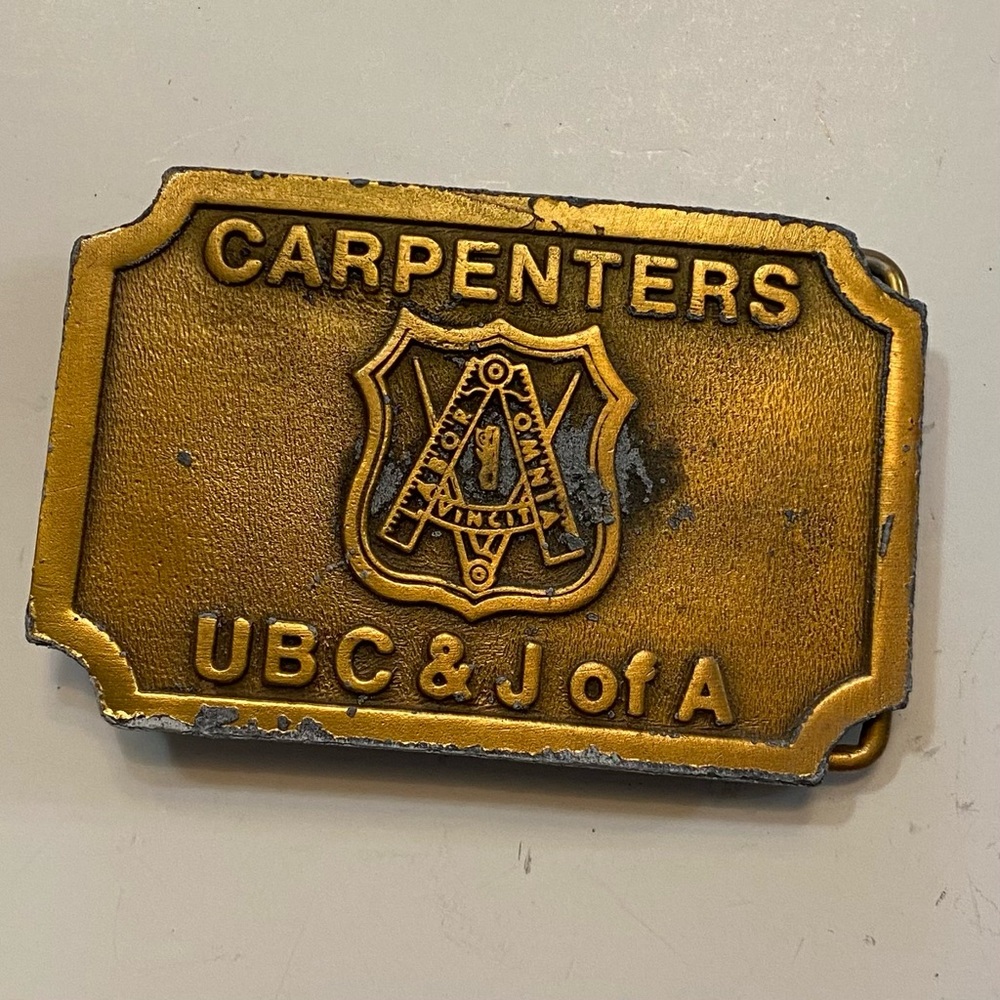 CARPENTERS
LABOR OMNIA
VINCIT
UBC & J of A